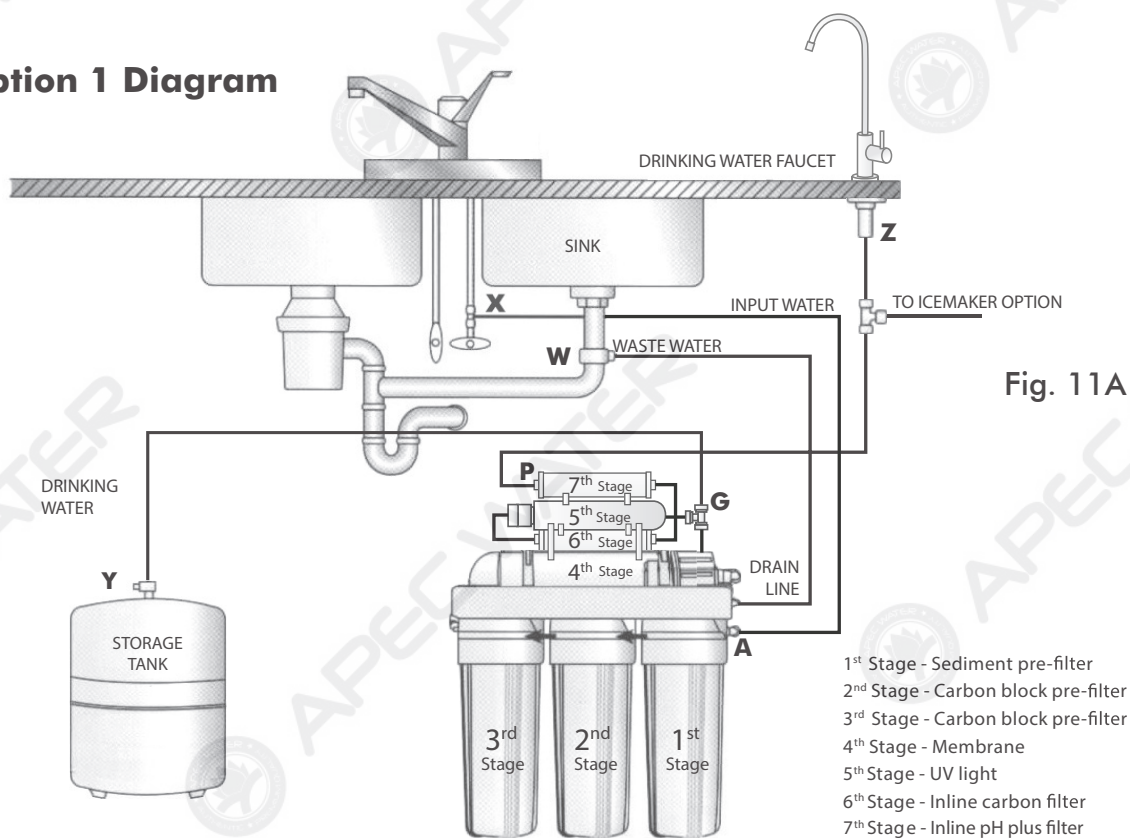 ption 1 Diagram
DRINKING WATER FAUCET
Z
SINK
X
INPUT WATER
TO ICEMAKER OPTION
W
WASTE WATER
Fig. 11A
DRINKING
WATER
P
7th Stage
G
5th Stage
6th Stage
4th Stage
DRAIN
LINE
Y
STORAGE
TANK
A
3rd
Stage
2nd
Stage
1st
Stage
1st Stage - Sediment pre-filter
2nd Stage - Carbon block pre-filter
3rd Stage - Carbon block pre-filter
4th Stage - Membrane
5th Stage - UV light
6th Stage - Inline carbon filter
7th Stage - Inline pH plus filter
APEC WATER